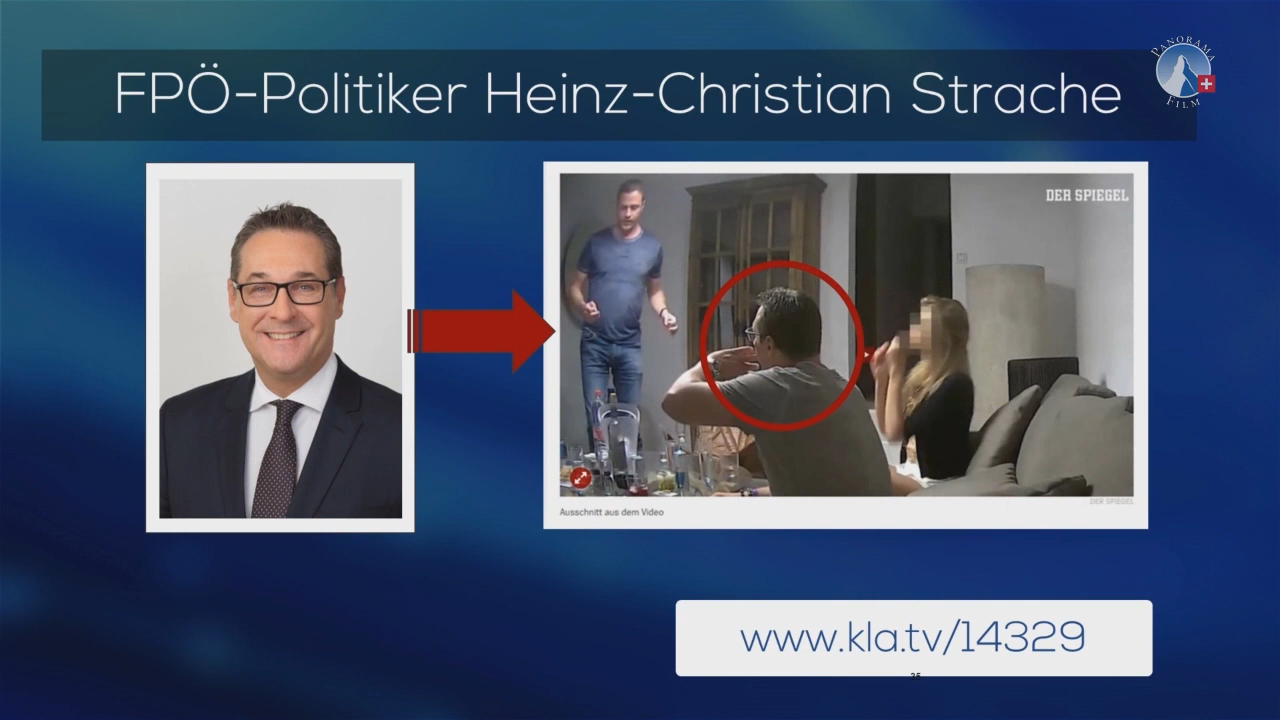 FPÖ-Politiker Heinz-Christian Strache
PANORAMA
FILM
DER SPIEGEL
DER SPIEGEL
Ausschnitt aus dem Video
www.kla.tv/14329